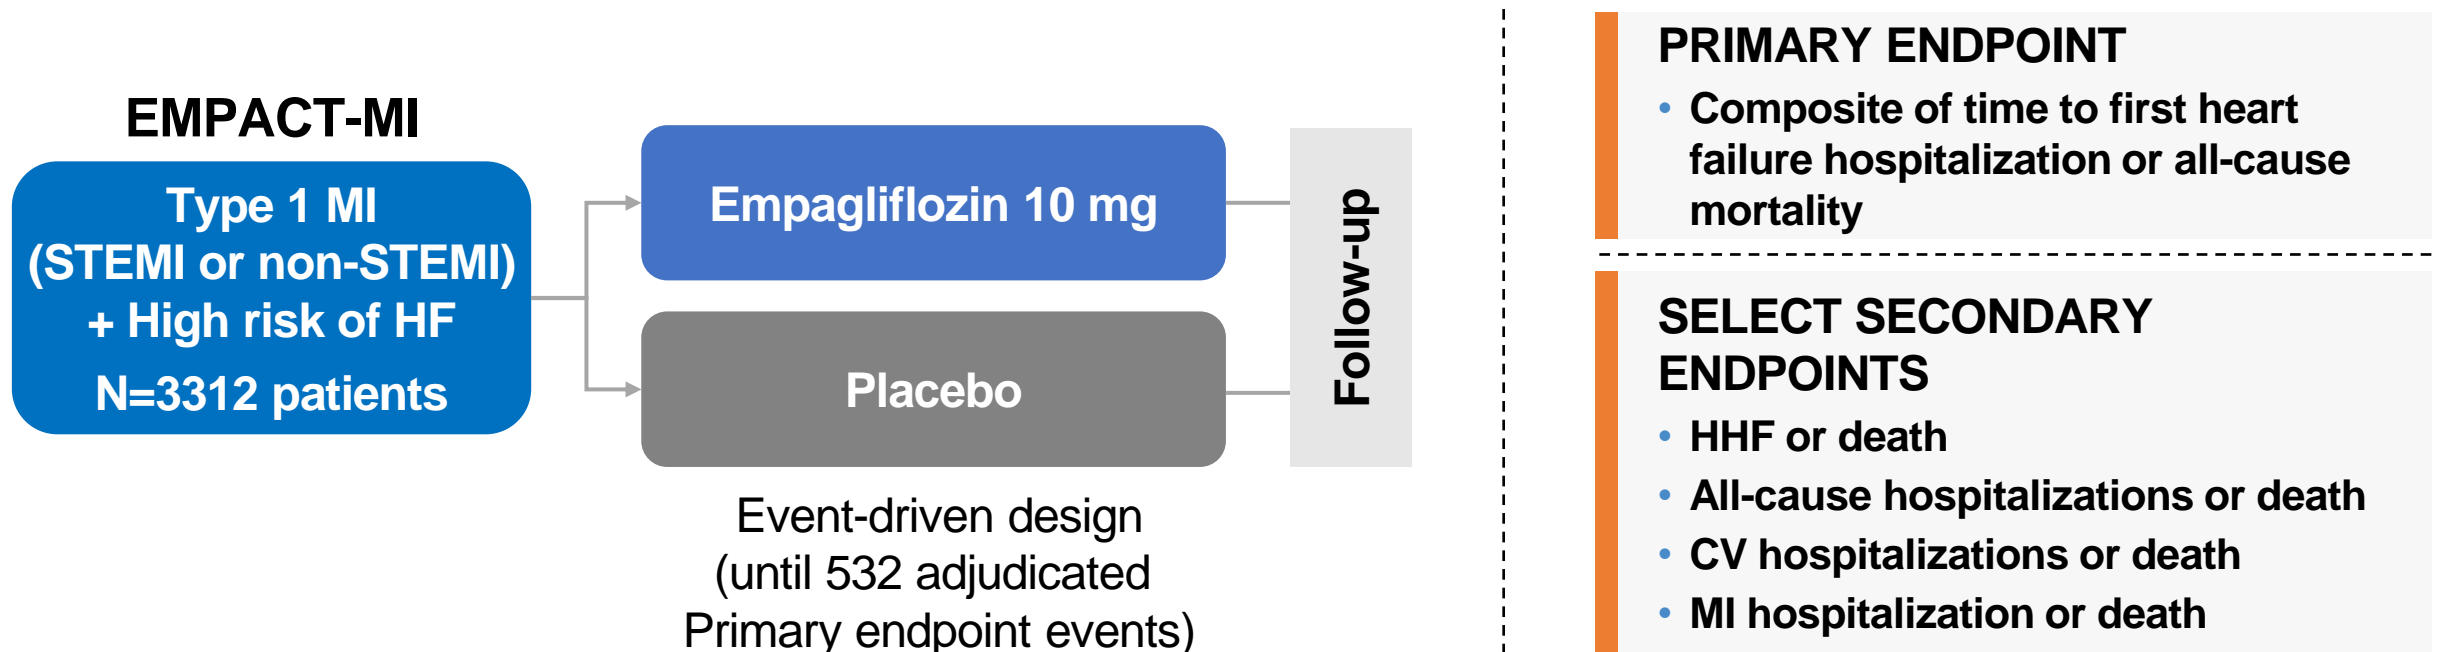 EMPACT-MI
Type 1 MI
(STEMI or non-STEMI)
+ High risk of HF
N=3312 patients
Empagliflozin 10 mg
Placebo
Follow-up
Event-driven design
(until 532 adjudicated
Primary endpoint events)
PRIMARY ENDPOINT
• Composite of time to first heart
failure hospitalization or all-cause
mortality
SELECT SECONDARY
ENDPOINTS
• HHF or death
• All-cause hospitalizations or death
• CV hospitalizations or death
• MI hospitalization or death